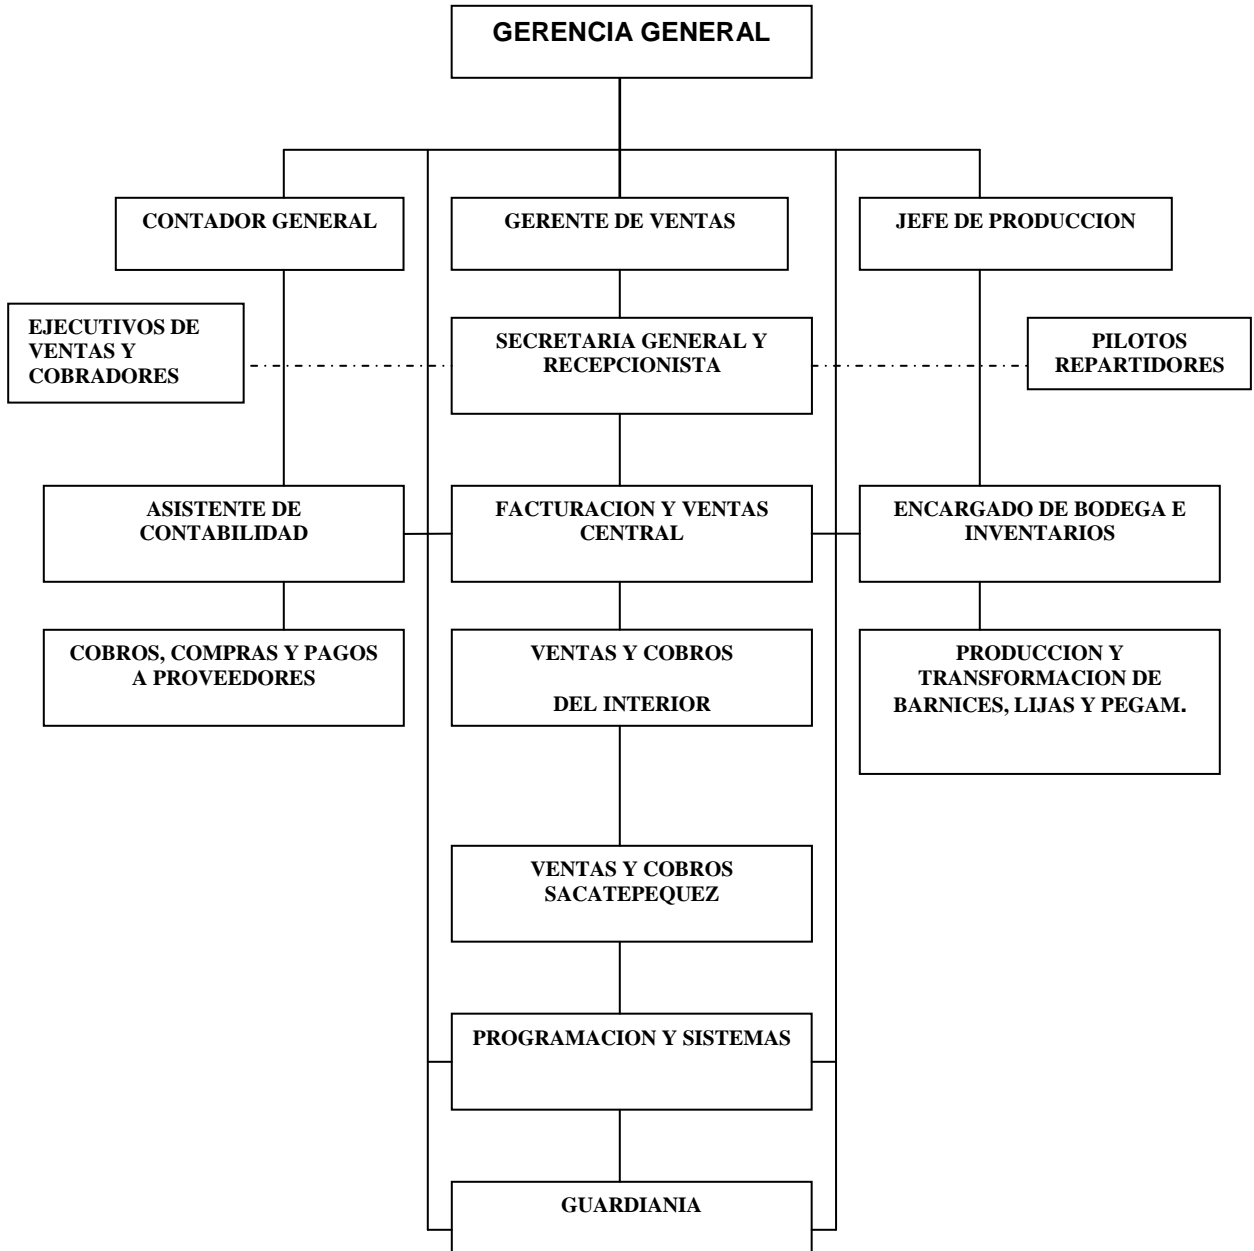 GERENCIA GENERAL
CONTADOR GENERAL
GERENTE DE VENTAS
JEFE DE PRODUCCION
EJECUTIVOS DE
VENTAS Y
COBRADORES
SECRETARIA GENERAL Y
RECEPCIONISTA
PILOTOS
REPARTIDORES
ASISTENTE DE
CONTABILIDAD
FACTURACION Y VENTAS
CENTRAL
ENCARGADO DE BODEGA E
INVENTARIOS
COBROS, COMPRAS Y PAGOS
A PROVEEDORES
VENTAS Y COBROS
DEL INTERIOR
PRODUCCION Y
TRANSFORMACION DE
BARNICES, LIJAS Y PEGAM.
VENTAS Y COBROS
SACATEPEQUEZ
PROGRAMACION Y SISTEMAS
GUARDIANIA